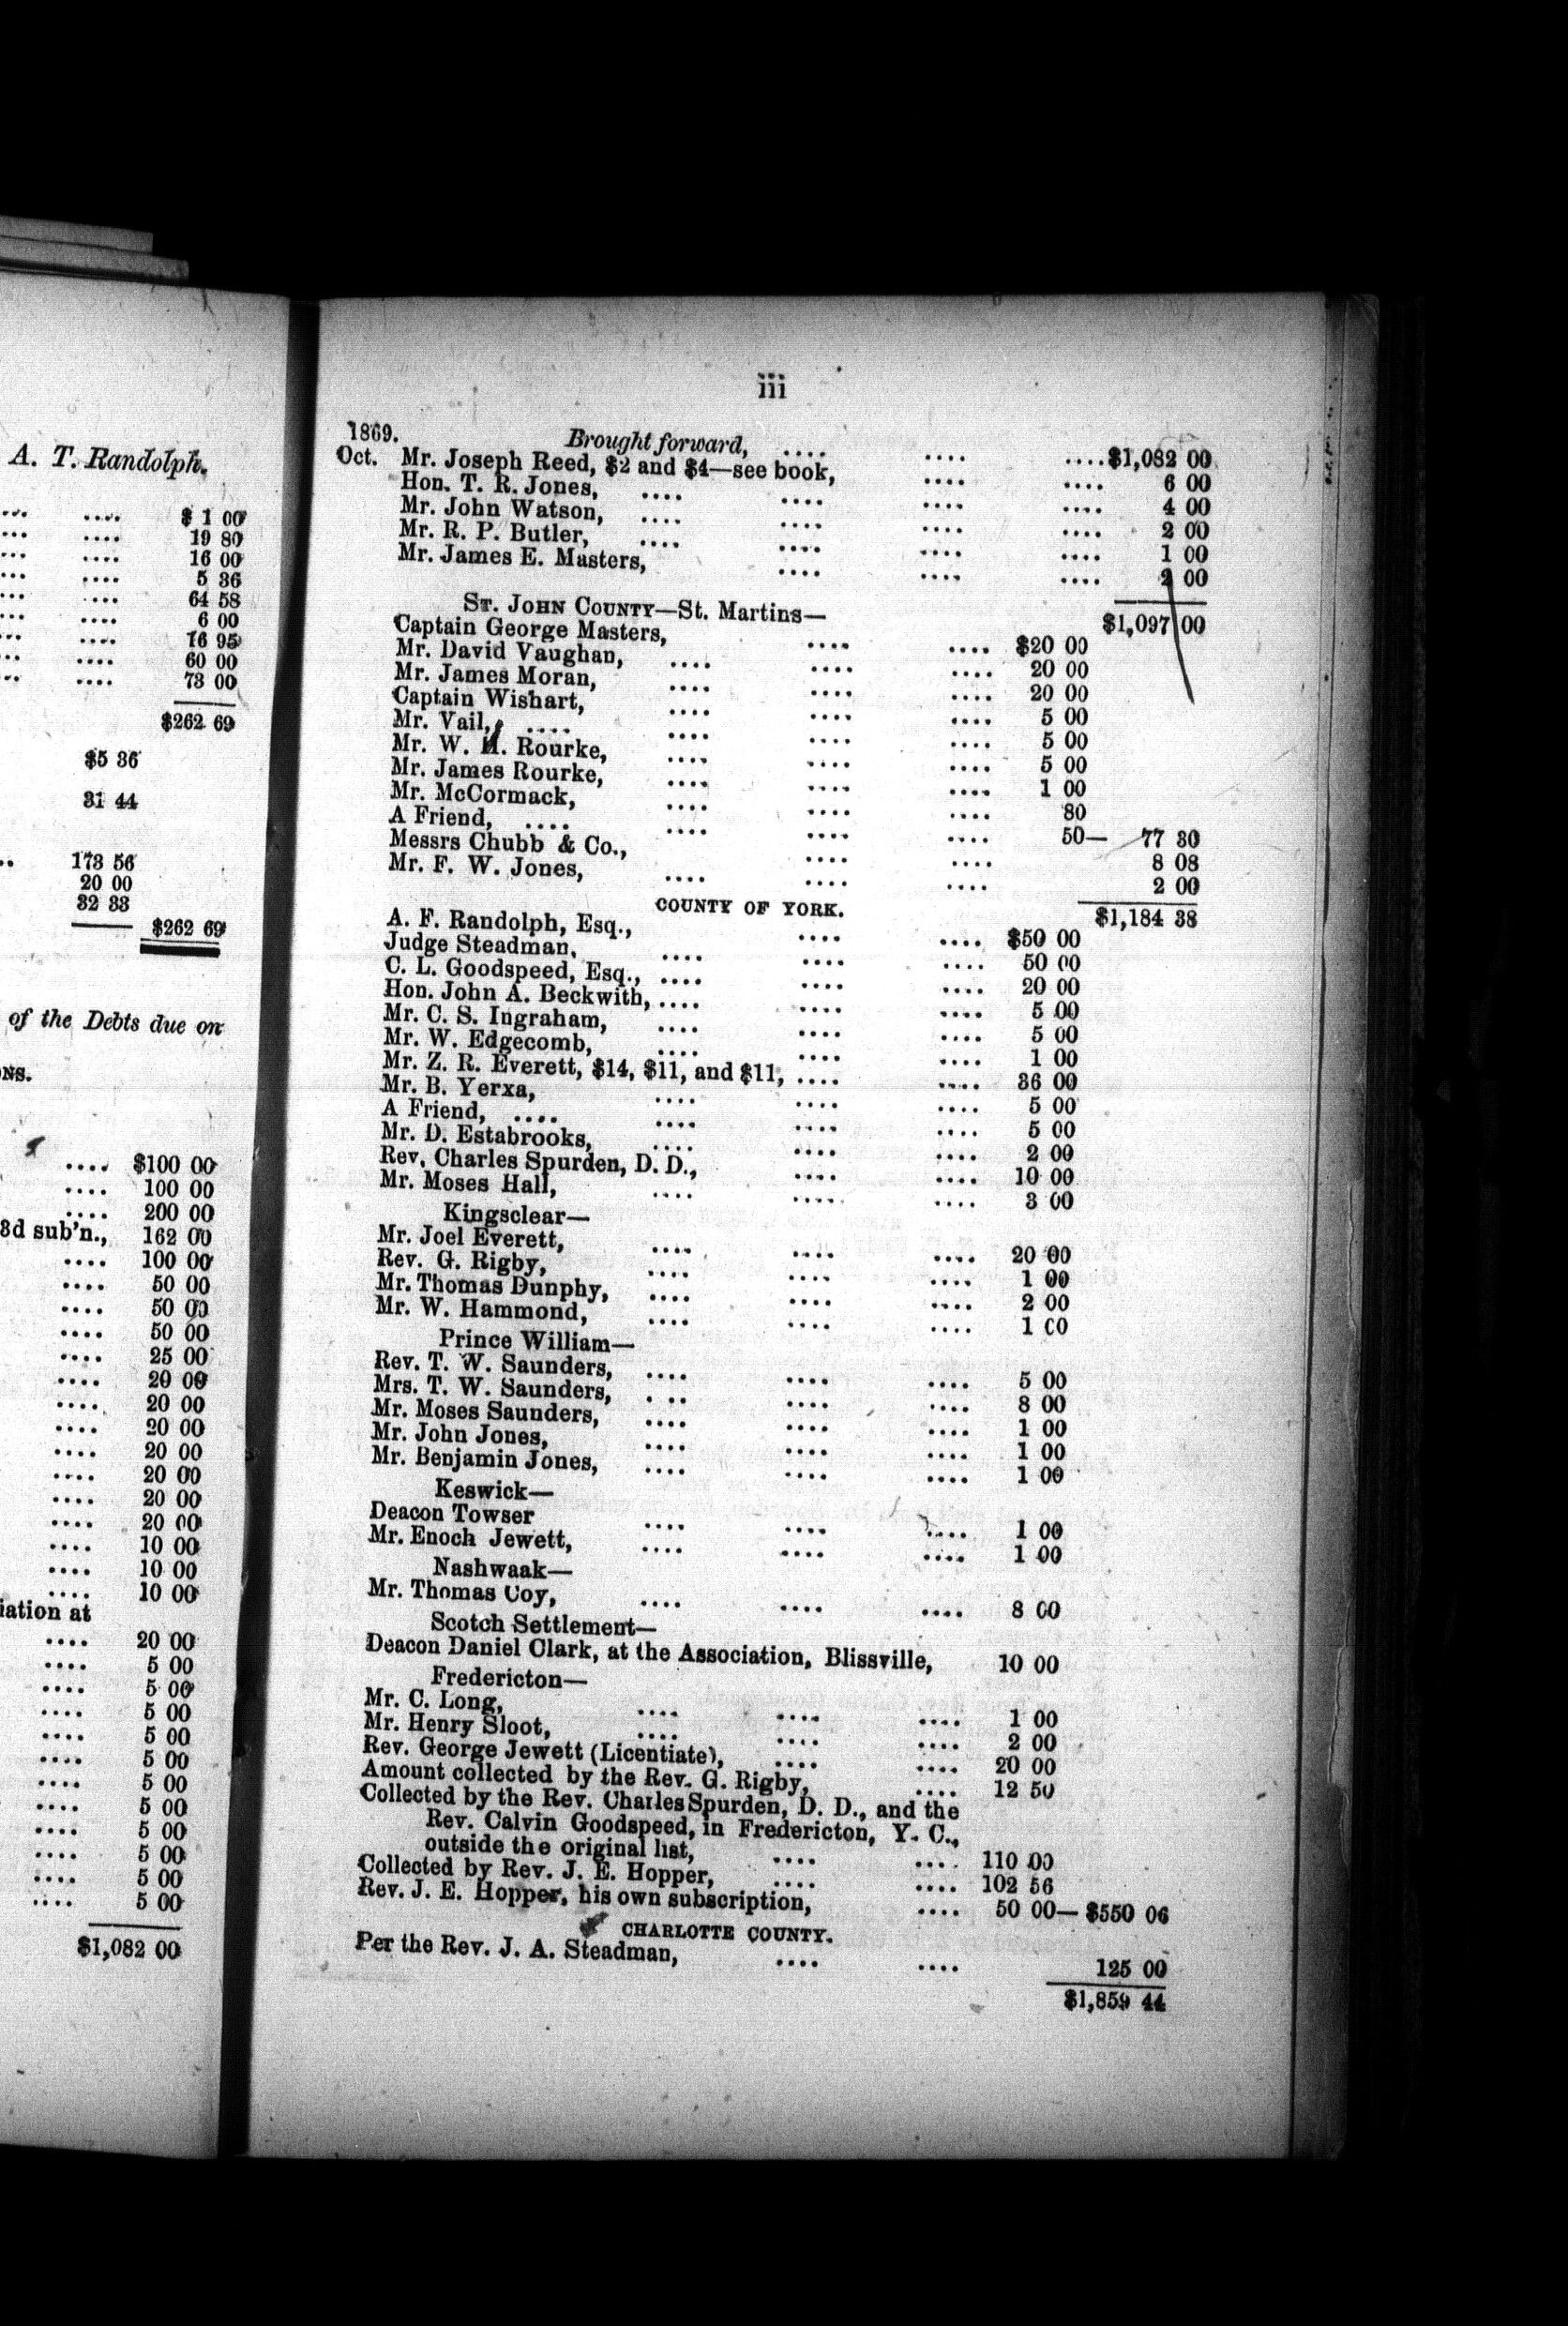 A. T. Randolph.
.... .... $ 1 00
.... .... 19 80
.... .... 16 00
.... .... 5 36
.... .... 64 58
.... .... 6 00
.... .... 76 95
.... .... 60 00
.... .... 73 00
$262 69
$5 36
31 44
.. 173 56
20 00
32 33
$262 69
of the Debts due on
.... $100 00
.... 100 00
.... 200 00
3d sub'n., 162 00
.... 100 00
.... 50 00
.... 50 00
.... 50 00
.... 25 00
.... 20 00
.... 20 00
.... 20 00
.... 20 00
.... 20 00
.... 20 00
.... 20 00
.... 10 00
.... 10 00
.... 10 00
iation at
.... 20 00
.... 5 00
.... 5 00
.... 5 00
.... 5 00
.... 5 00
.... 5 00
.... 5 00
.... 5 00
.... 5 00
.... 5 00
.... 5 00
$1,082 00
iii
1869. Brought forward, .... .... .... $1,082 00
Oct. Mr. Joseph Reed, $2 and $4—see book, .... .... 6 00
Hon. T. R. Jones, .... .... .... .... 4 00
Mr. John Watson, .... .... .... .... 2 00
Mr. R. P. Butler, .... .... .... .... 1 00
Mr. James E. Masters, .... .... .... 2 00
$1,097 00
ST. JOHN COUNTY—St. Martins—
Captain George Masters, .... .... $20 00
Mr. David Vaughan, .... .... .... 20 00
Mr. James Moran, .... .... .... 20 00
Captain Wishart, .... .... .... 5 00
Mr. Vail, .... .... .... .... 5 00
Mr. W. H. Rourke, .... .... .... 5 00
Mr. James Rourke, .... .... .... 1 00
Mr. McCormack, .... .... .... 80
A Friend, .... .... .... .... 50— 77 30
Messrs Chubb & Co., .... .... 8 08
Mr. F. W. Jones, .... .... .... 2 00
$1,184 38
COUNTY OF YORK.
A. F. Randolph, Esq., .... .... $50 00
Judge Steadman, .... .... .... 50 00
C. L. Goodspeed, Esq., .... .... .... 20 00
Hon. John A. Beckwith, .... .... .... 5 00
Mr. C. S. Ingraham, .... .... .... 5 00
Mr. W. Edgecomb, .... .... .... 1 00
Mr. Z. R. Everett, $14, $11, and $11, .... .... 36 00
Mr. B. Yerxa, .... .... .... 5 00
A Friend, .... .... .... .... 5 00
Mr. D. Estabrooks, .... .... .... 2 00
Rev. Charles Spurden, D. D., .... .... 10 00
Mr. Moses Hall, .... .... .... 3 00
Kingsclear—
Mr. Joel Everett, .... .... .... 20 00
Rev. G. Rigby, .... .... .... 1 00
Mr. Thomas Dunphy, .... .... .... 2 00
Mr. W. Hammond, .... .... .... 1 00
Prince William—
Rev. T. W. Saunders, .... .... .... 5 00
Mrs. T. W. Saunders, .... .... .... 8 00
Mr. Moses Saunders, .... .... .... 1 00
Mr. John Jones, .... .... .... 1 00
Mr. Benjamin Jones, .... .... .... 1 00
Keswick—
Deacon Towser .... .... .... 1 00
Mr. Enoch Jewett, .... .... .... 1 00
Nashwaak—
Mr. Thomas Coy, .... .... .... 8 00
Scotch Settlement—
Deacon Daniel Clark, at the Association, Blissville, 10 00
Fredericton—
Mr. C. Long, .... .... .... 1 00
Mr. Henry Sloot, .... .... .... 2 00
Rev. George Jewett (Licentiate), .... .... 20 00
Amount collected by the Rev. G. Rigby, .... 12 50
Collected by the Rev. Charles Spurden, D. D., and the
Rev. Calvin Goodspeed, in Fredericton, Y. C.,
outside the original list, .... .... 110 00
Collected by Rev. J. E. Hopper, .... .... 102 56
Rev. J. E. Hopper, his own subscription, .... 50 00— $550 06
CHARLOTTE COUNTY.
Per the Rev. J. A. Steadman, .... .... 125 00
$1,859 44